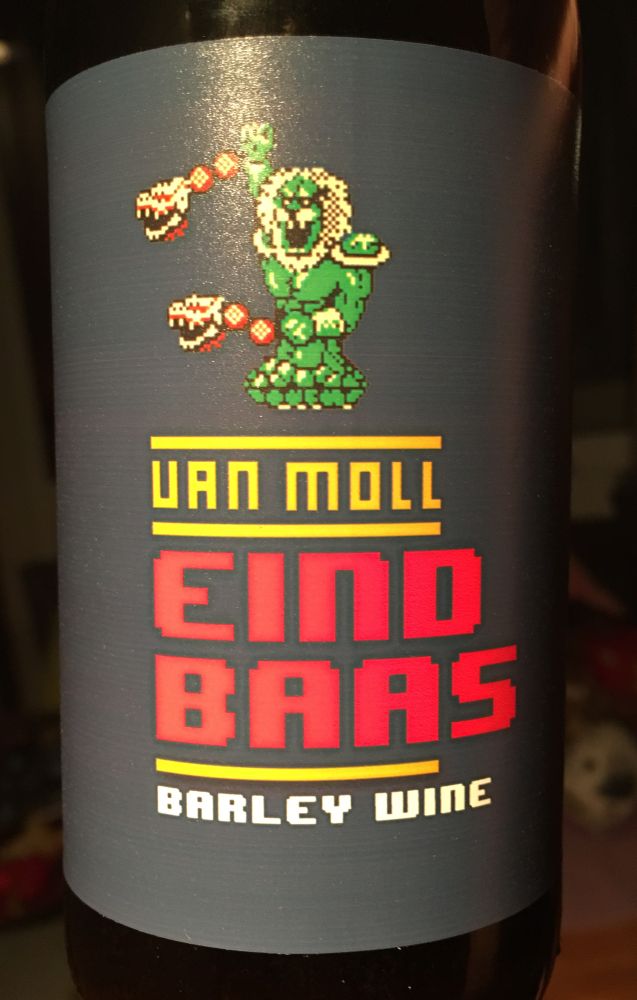 VAN MOLL
EIND
BAAS
BARLEY WINE